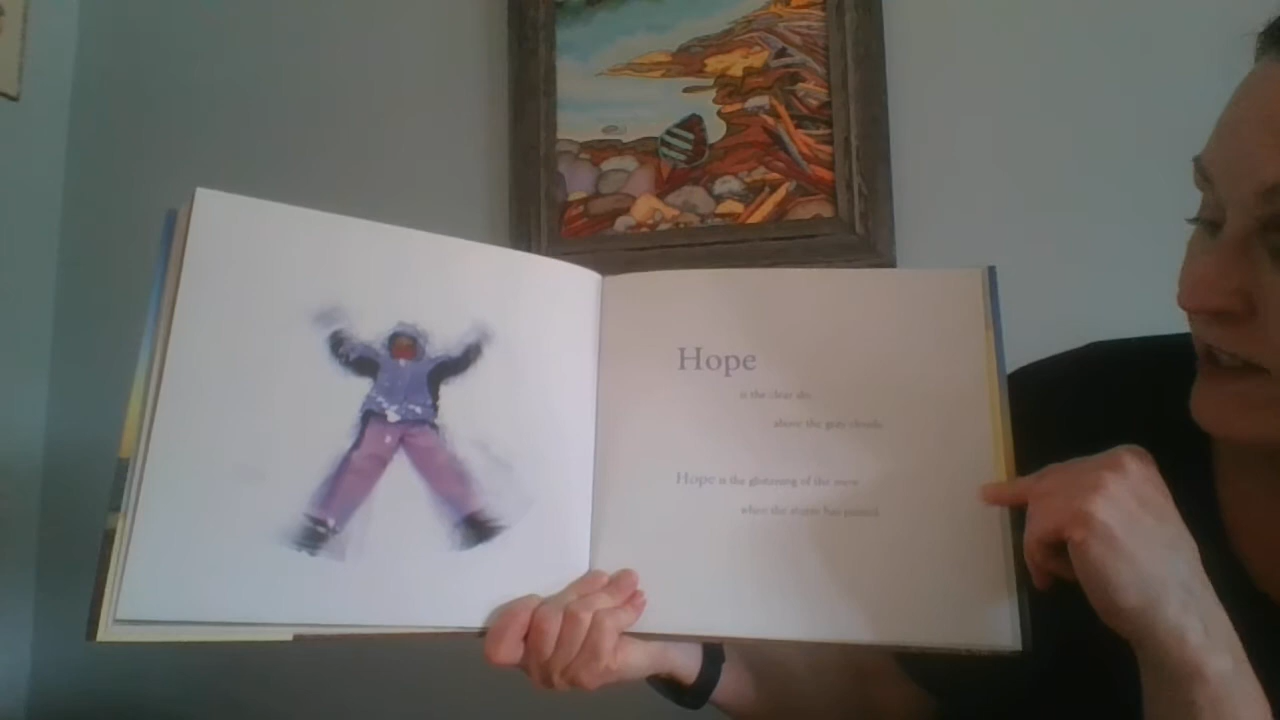 Hope
is the clear sky
above the gray clouds.
Hope is the glistening of the snow
when the storm has passed.